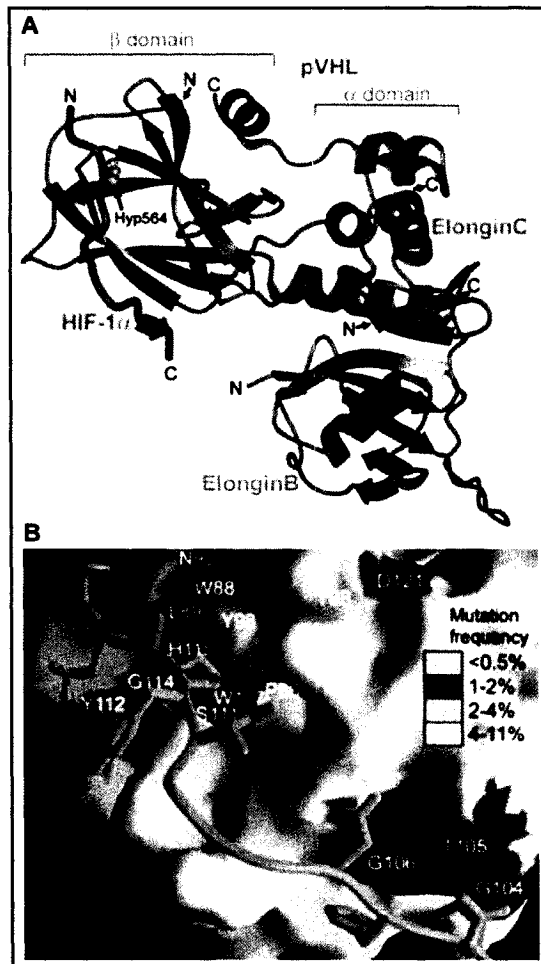 A
β domain
pVHL
N
N
C
α domain
Hyp564
C
ElonginC
C
HIF-1α
N
C
N
ElonginB
B
W88
Mutation
frequency
<0.5%
1-2%
2-4%
4-11%
G114
Y112
G106
G104